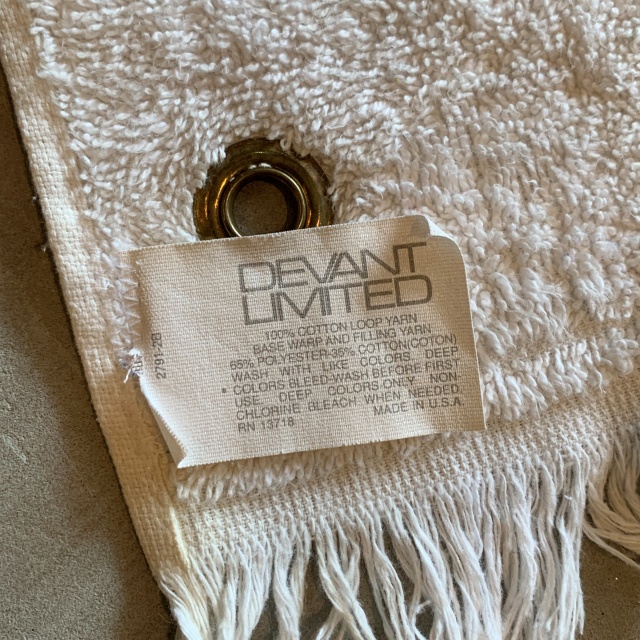 DEVANT
LIMITED
100% COTTON LOOP YARN
BASE WARP AND FILLING YARN
65% POLYESTER-35% COTTON(COTON)
WASH WITH LIKE COLORS DEEP
COLORS BLEED:WASH BEFORE FIRST
USE DEEP COLORS ONLY NON
CHLORINE BLEACH WHEN NEEDED.
RN 13718 MADE IN U.S.A
2791-2B